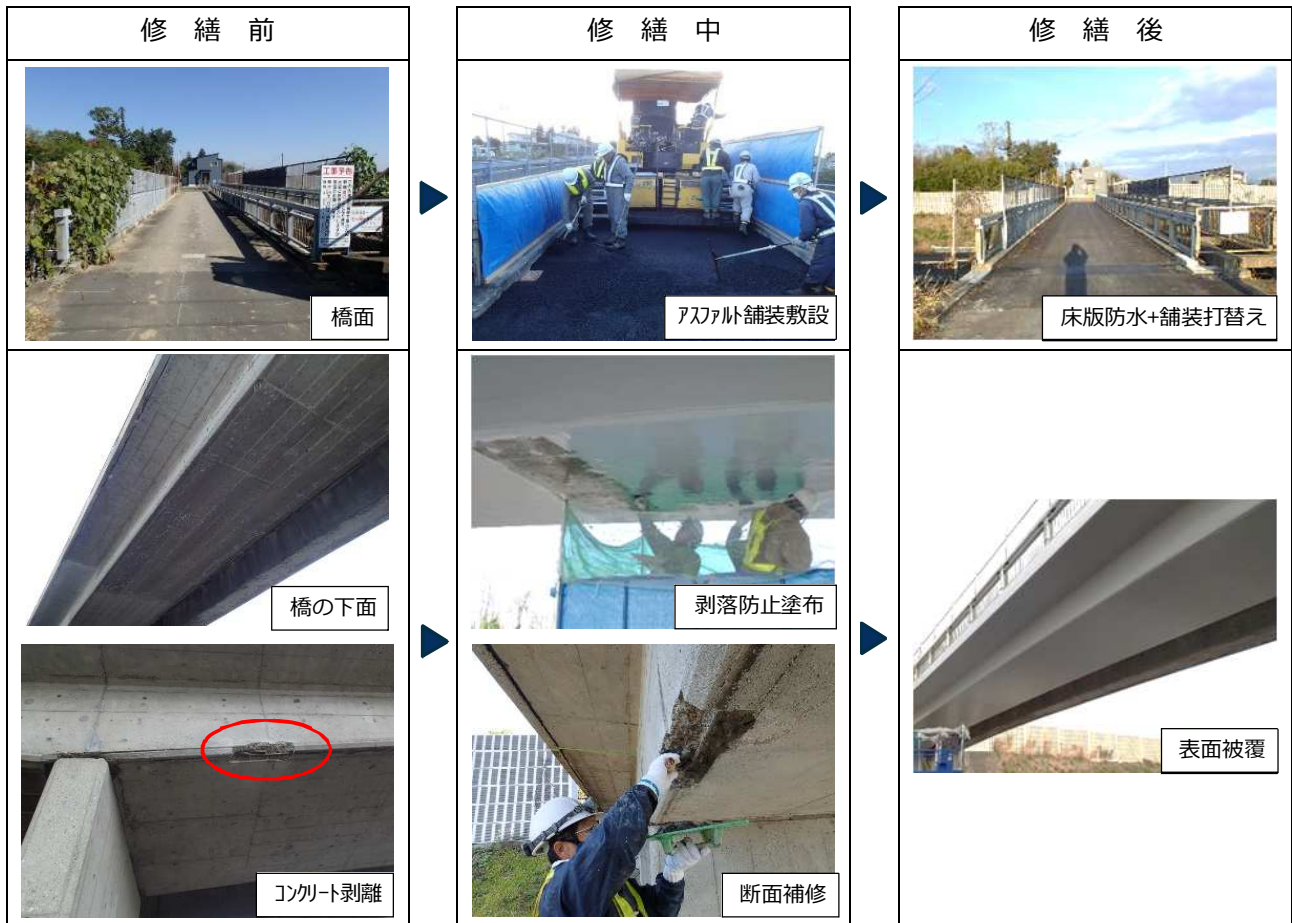 修繕前
修繕中
修繕後
工事予告
橋面
アスファルト舗装敷設
床版防水+舗装打替え
橋の下面
剥落防止塗布
コンクリート剥離
断面補修
表面被覆